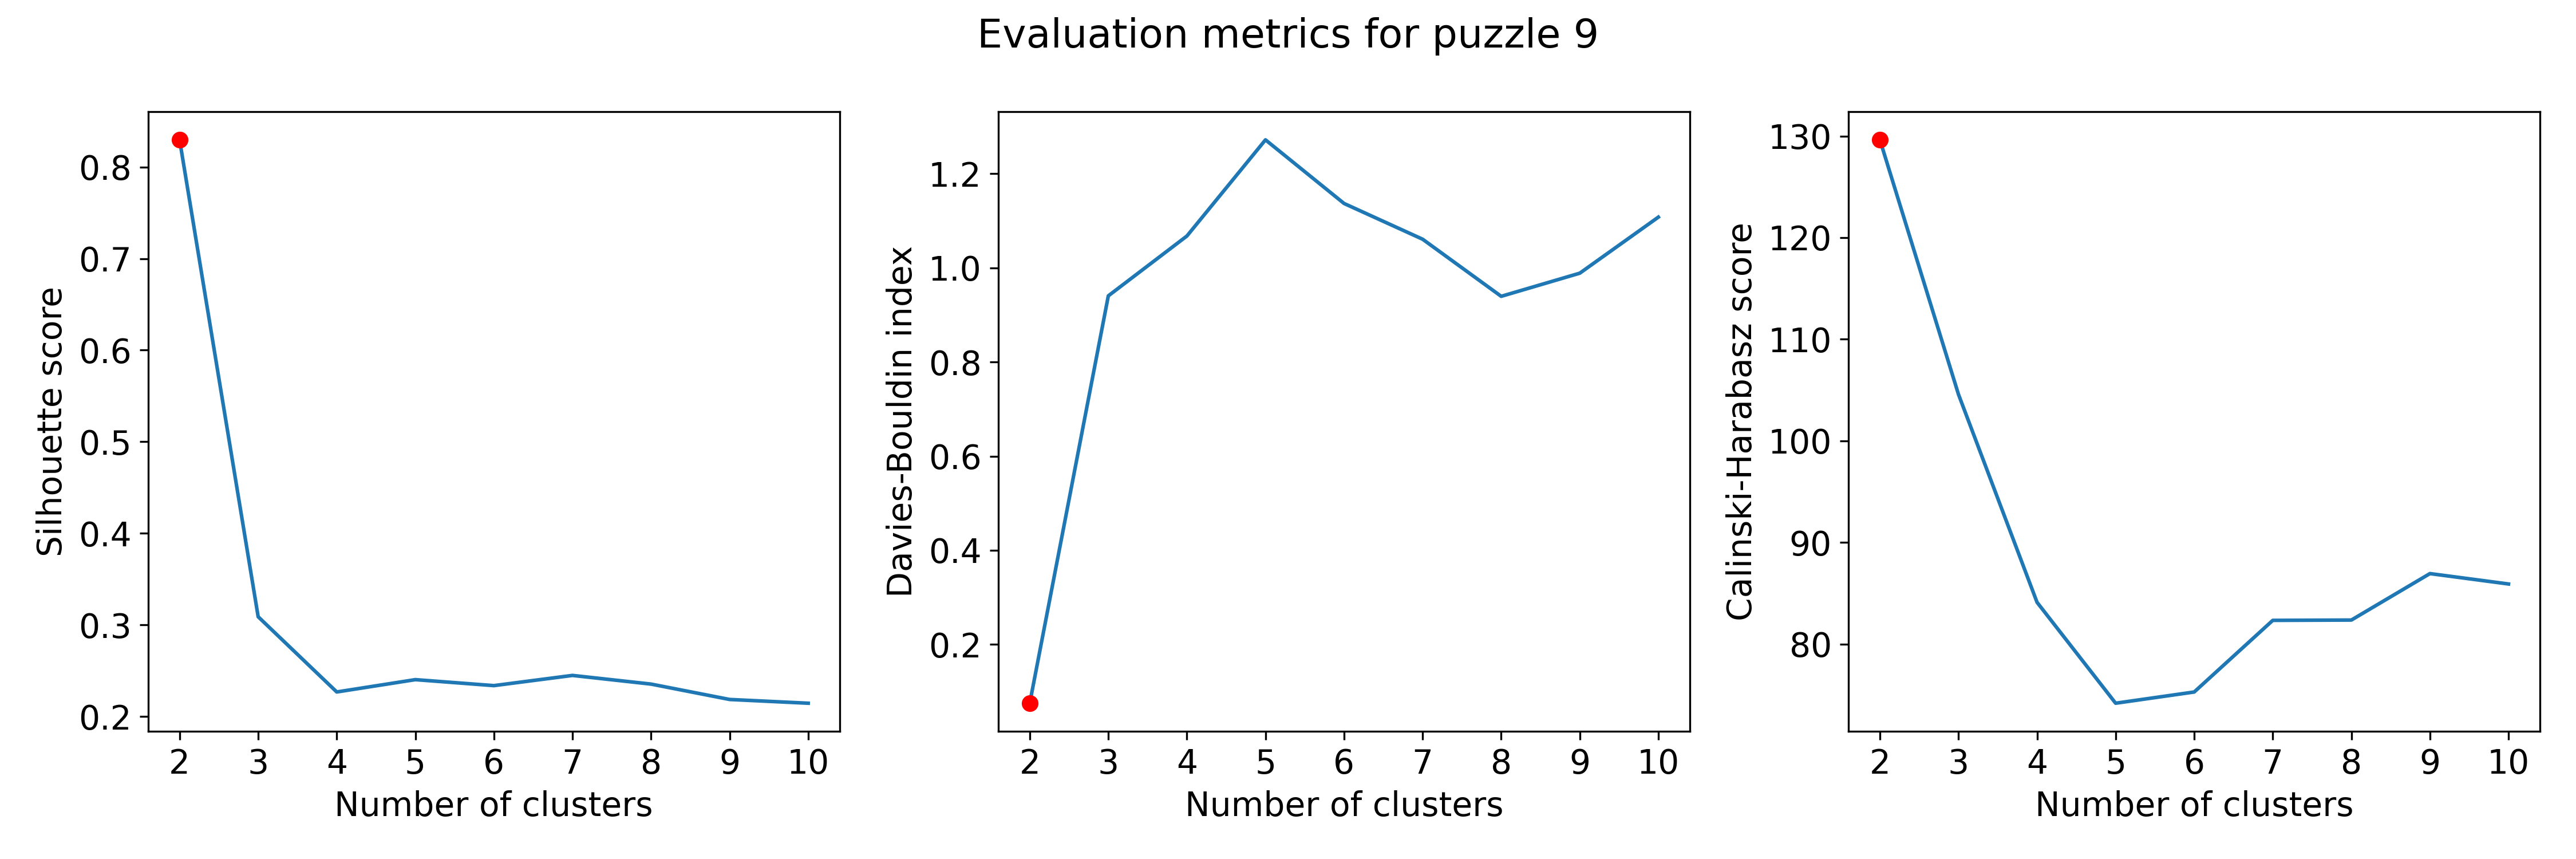 Evaluation metrics for puzzle 9
Silhouette score
0.8
0.7
0.6
0.5
0.4
0.3
0.2
2 3 4 5 6 7 8 9 10
Number of clusters
Davies-Bouldin index
1.2
1.0
0.8
0.6
0.4
0.2
2 3 4 5 6 7 8 9 10
Number of clusters
Calinski-Harabasz score
130
120
110
100
90
80
2 3 4 5 6 7 8 9 10
Number of clusters